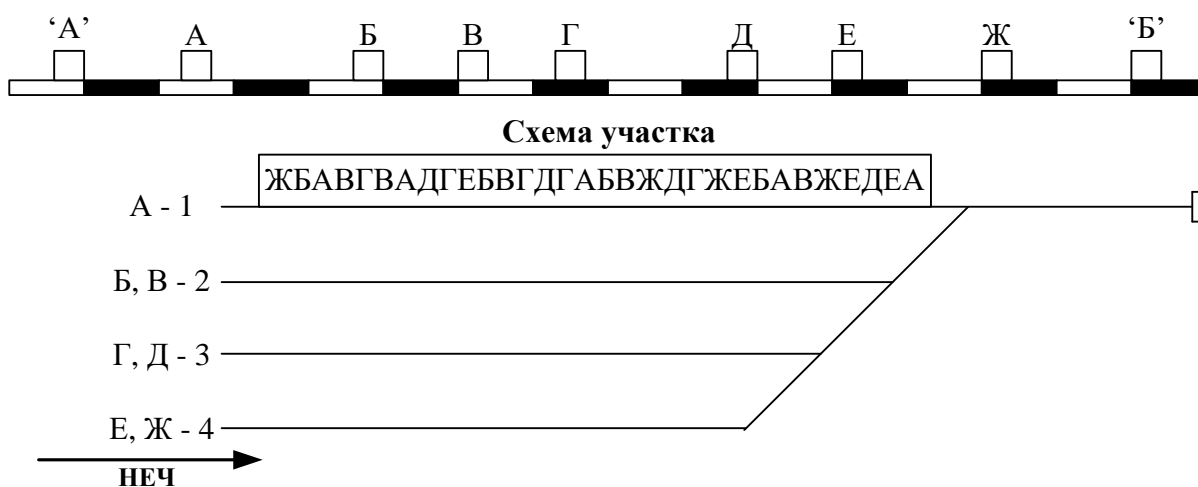 ‘А’ А Б В Г Д Е Ж ‘Б’
Схема участка
ЖБАВГВАДГЕБВГДГАБВЖДГЖЕБАВЖЕДЕА
А - 1
Б, В - 2
Г, Д - 3
Е, Ж - 4
НЕЧ